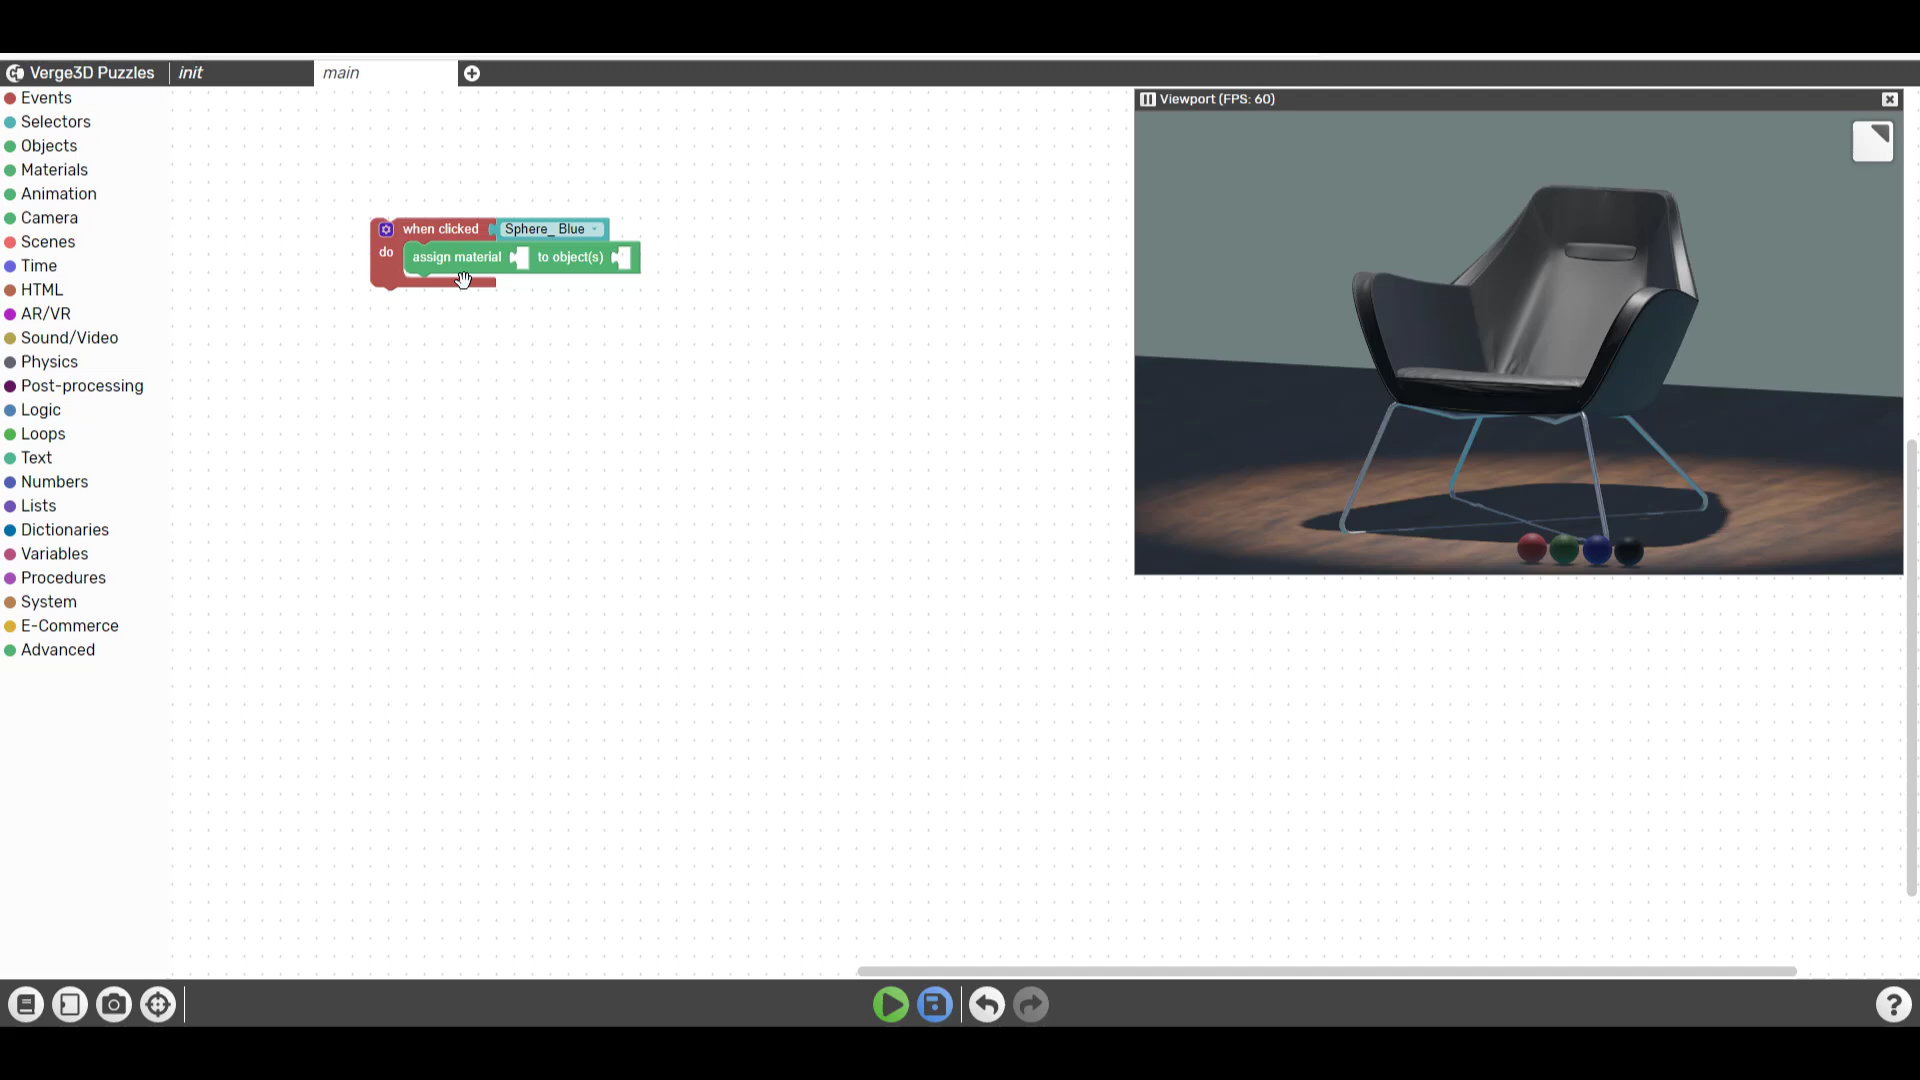 Verge3D Puzzles
init
main
Events
Selectors
Objects
Materials
Animation
Camera
Scenes
Time
HTML
AR/VR
Sound/Video
Physics
Post-processing
Logic
Loops
Text
Numbers
Lists
Dictionaries
Variables
Procedures
System
E-Commerce
Advanced
when clicked Sphere_Blue
do
assign material to object(s)
Viewport (FPS: 60)
?